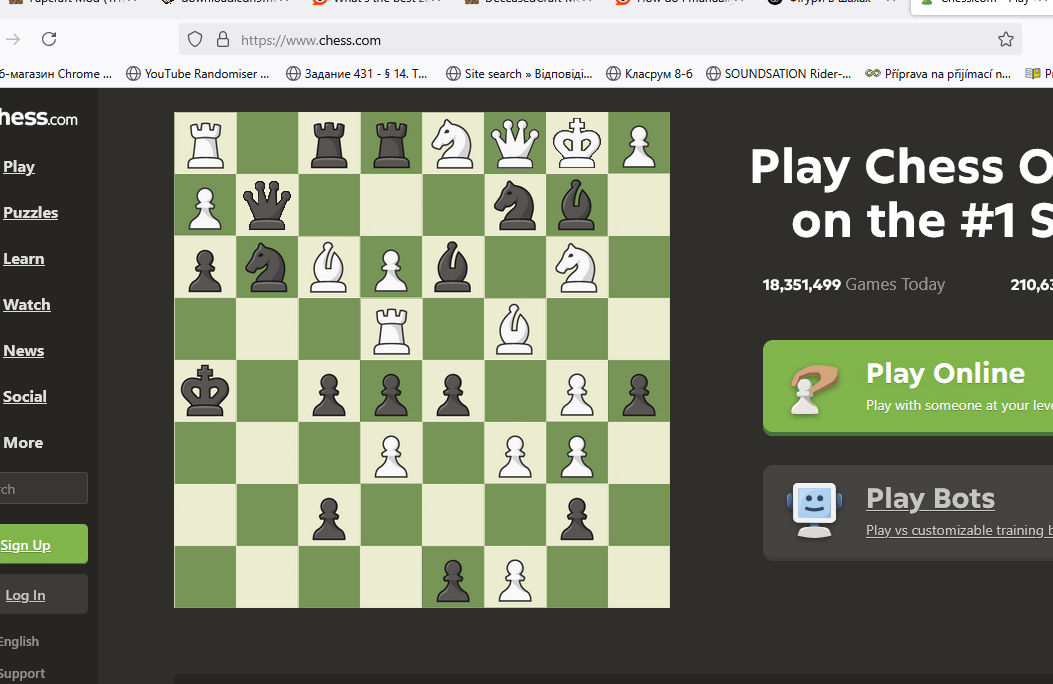 https://www.chess.com
б-магазин Chrome ... YouTube Randomiser ... Задание 431 - § 14. Т... Site search » Відповіді... Класрум 8-б SOUNDSATION Rider-... Příprava na přijímací n...
hess.com
Play
Puzzles
Learn
Watch
News
Social
More
rch
Sign Up
Log In
English
Support
Play Chess O
on the #1 S
18,351,499 Games Today 210,63
Play Online
Play with someone at your leve
Play Bots
Play vs customizable training b